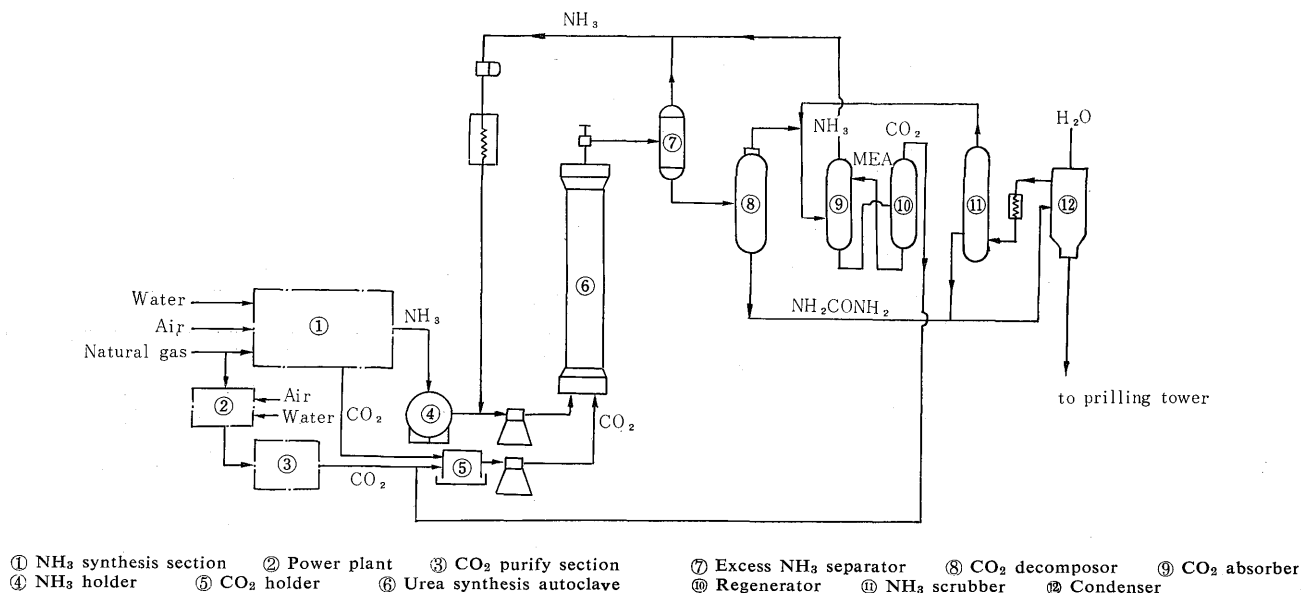 NH₃
H₂O
⑦
NH₃
CO₂
MEA
⑧
⑨
⑩
⑪
⑫
⑥
Water
NH₂CONH₂
Air
①
NH₃
Natural gas
to prilling tower
②
Air
Water
CO₂
④
CO₂
③
CO₂
⑤
① NH₃ synthesis section ② Power plant ③ CO₂ purify section ⑦ Excess NH₃ separator ⑧ CO₂ decomposor ⑨ CO₂ absorber
④ NH₃ holder ⑤ CO₂ holder ⑥ Urea synthesis autoclave ⑩ Regenerator ⑪ NH₃ scrubber ⑫ Condenser